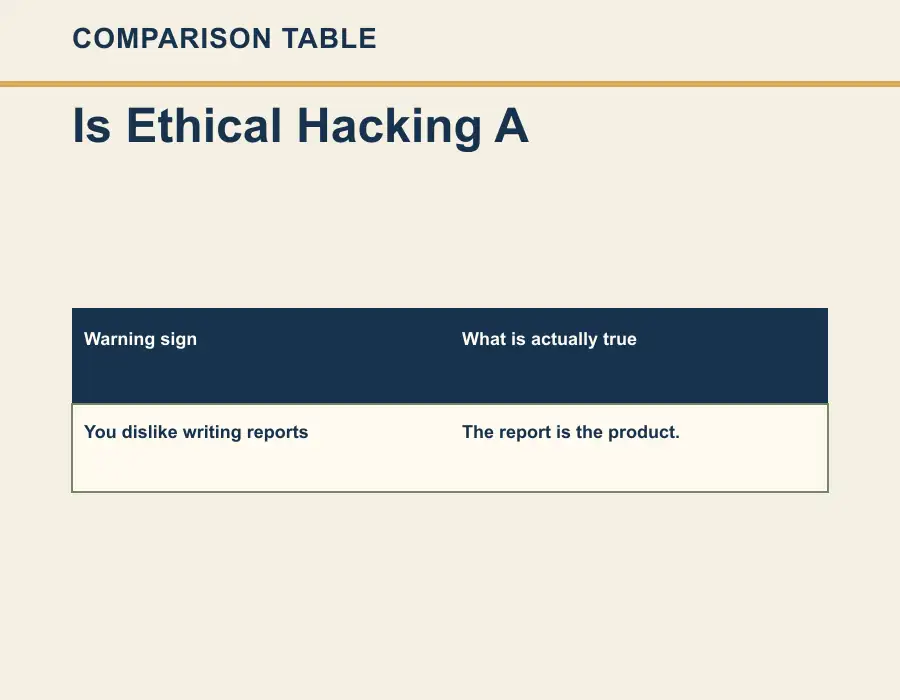 COMPARISON TABLE
Is Ethical Hacking A
Warning sign What is actually true
You dislike writing reports The report is the product.